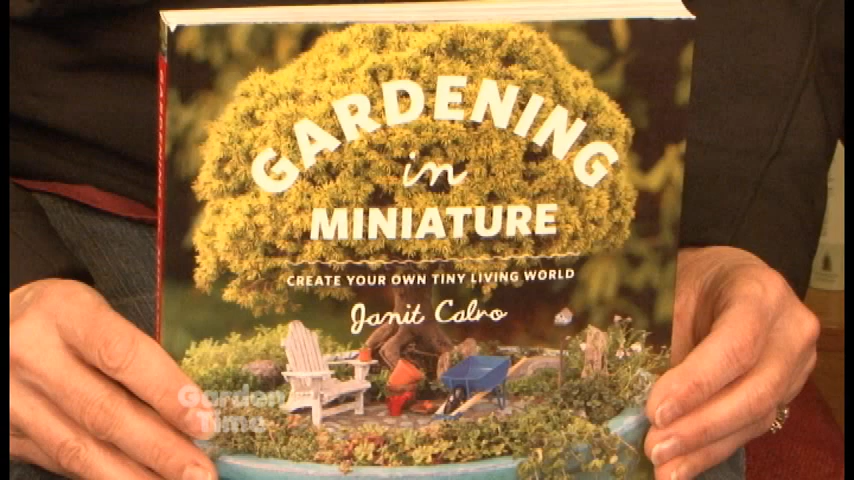 GARDENING
in
MINIATURE
CREATE YOUR OWN TINY LIVING WORLD
Janit Calvo
Garden
Time